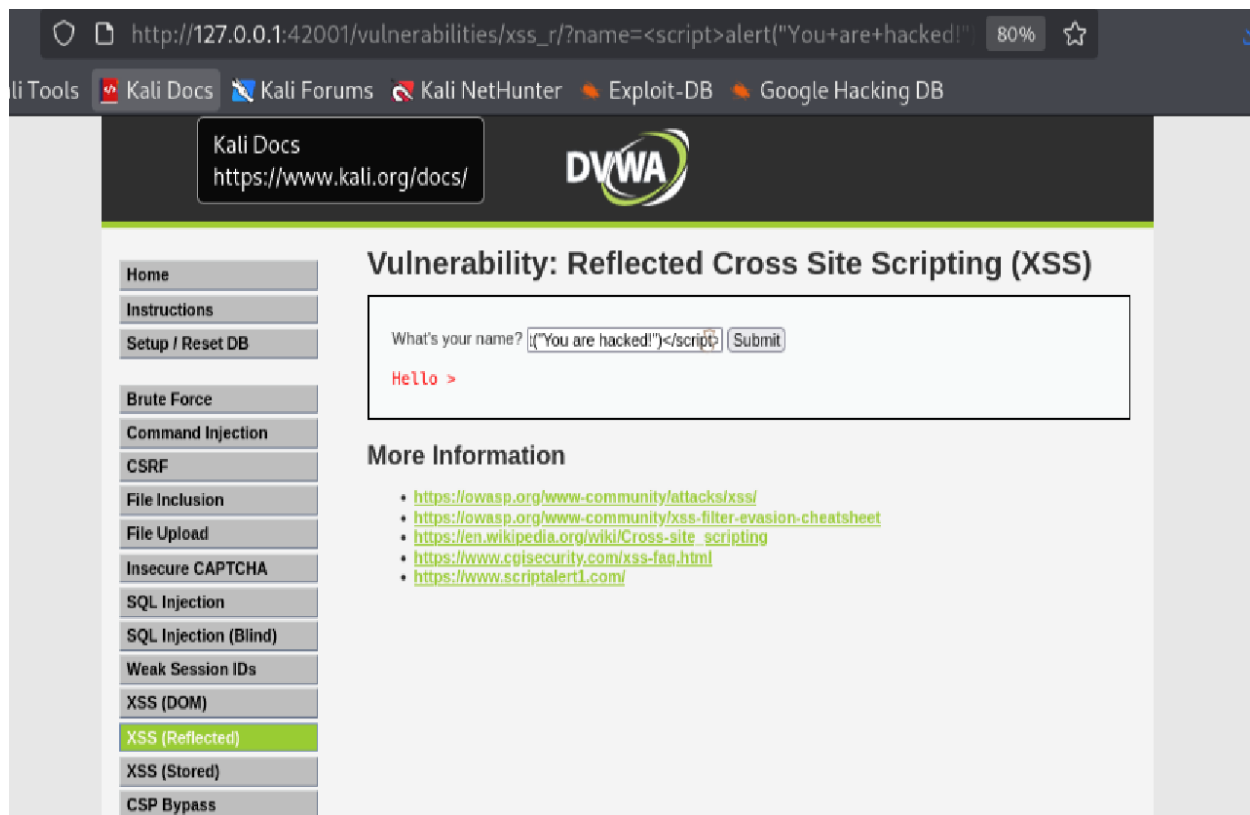 http://127.0.0.1:42001/vulnerabilities/xss_r/?name=<script>alert("You+are+hacked!") 80%
li Tools Kali Docs Kali Forums Kali NetHunter Exploit-DB Google Hacking DB
Kali Docs
https://www.kali.org/docs/
DVWA
Home
Instructions
Setup / Reset DB
Brute Force
Command Injection
CSRF
File Inclusion
File Upload
Insecure CAPTCHA
SQL Injection
SQL Injection (Blind)
Weak Session IDs
XSS (DOM)
XSS (Reflected)
XSS (Stored)
CSP Bypass
Vulnerability: Reflected Cross Site Scripting (XSS)
What's your name? :("You are hacked!")</script> Submit
Hello >
More Information
• https://owasp.org/www-community/attacks/xss/
• https://owasp.org/www-community/xss-filter-evasion-cheatsheet
• https://en.wikipedia.org/wiki/Cross-site_scripting
• https://www.cgisecurity.com/xss-faq.html
• https://www.scriptalert1.com/